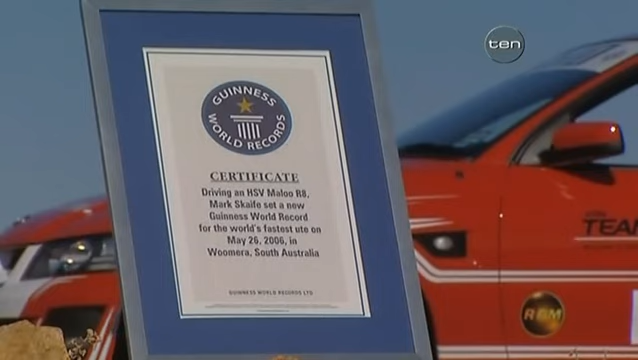 ten
GUINNESS
WORLD RECORDS
CERTIFICATE
Driving an HSV Maloo R8,
Mark Skaife set a new
Guinness World Record
for the world's fastest ute on
May 26, 2006, in
Woomera, South Australia
GUINNESS WORLD RECORDS LTD
TEA